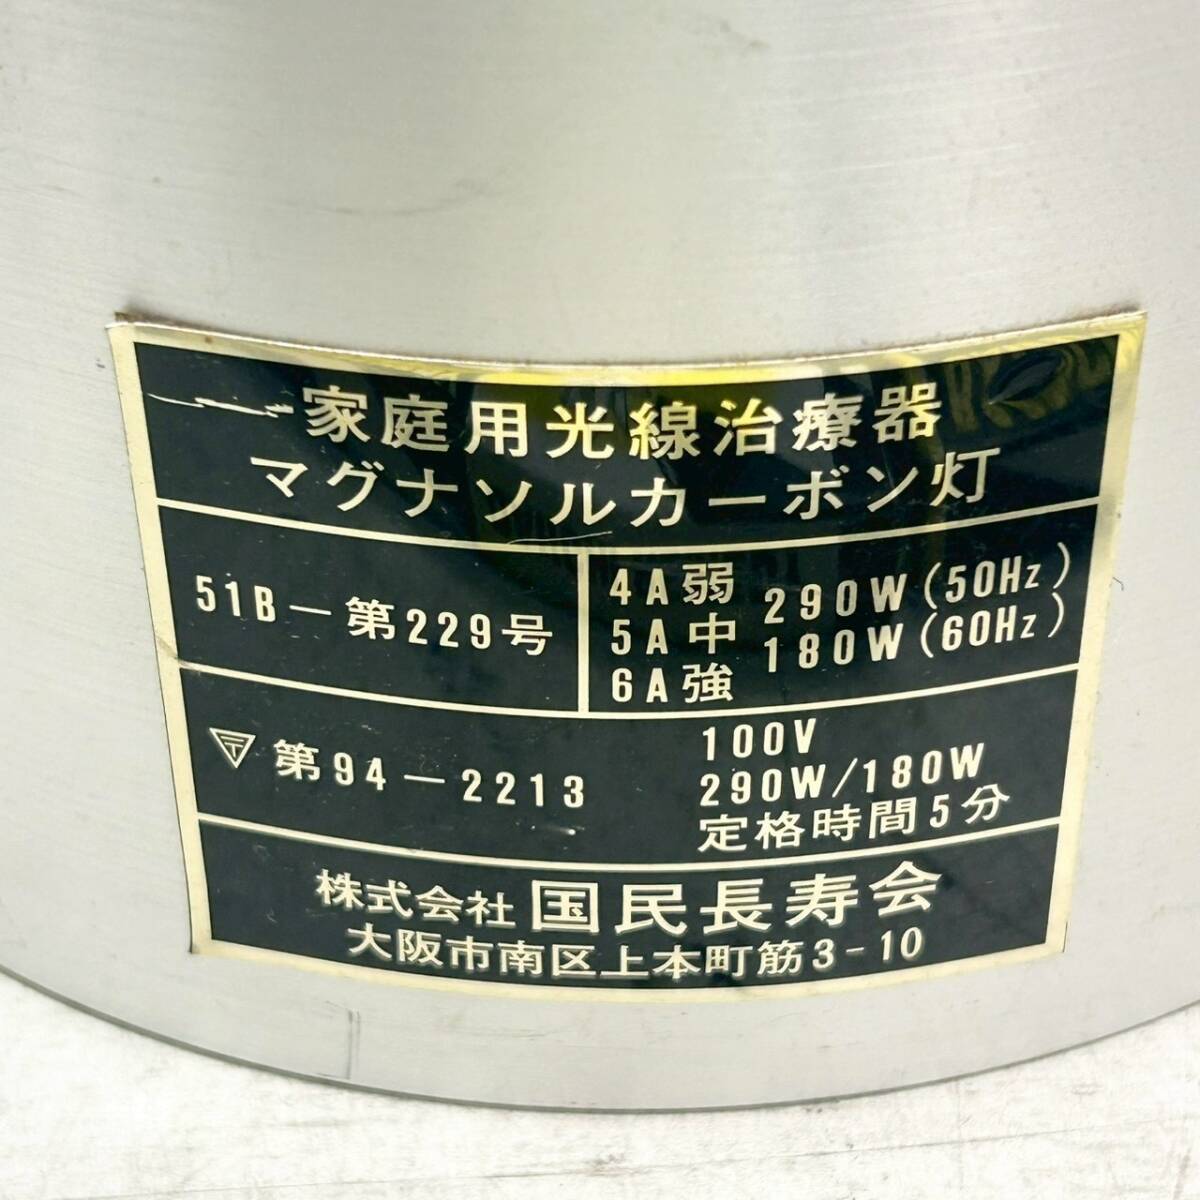 家庭用光線治療器
マグナソルカーボン灯
51B－第229号
4A弱
5A中
6A強
290W(50Hz)
180W(60Hz)
〒 第94－2213
100V
290W/180W
定格時間5分
株式会社 国民長寿会
大阪市南区上本町筋3-10